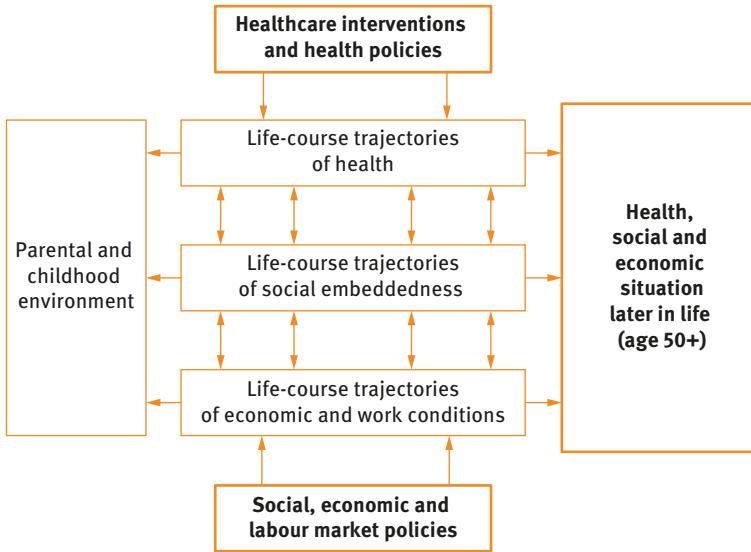 Healthcare interventions
and health policies
Life-course trajectories
of health
Parental and
childhood
environment
Life-course trajectories
of social embeddedness
Health,
social and
economic
situation
later in life
(age 50+)
Life-course trajectories
of economic and work conditions
Social, economic and
labour market policies